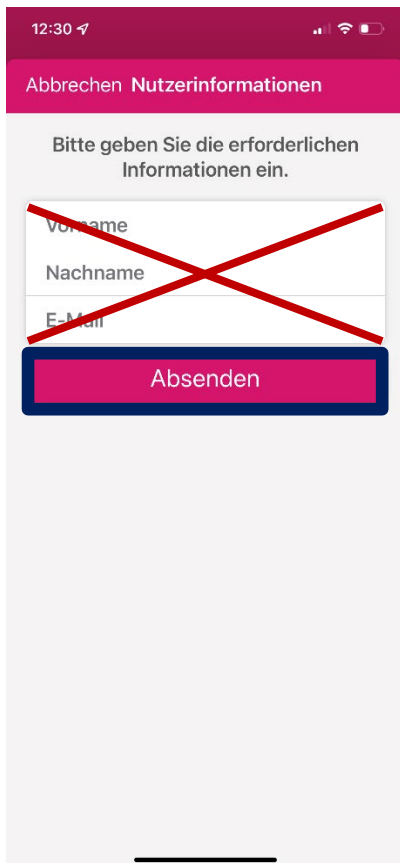 12:30
Abbrechen Nutzerinformationen
Bitte geben Sie die erforderlichen
Informationen ein.
Vorname
Nachname
E-Mail
Absenden